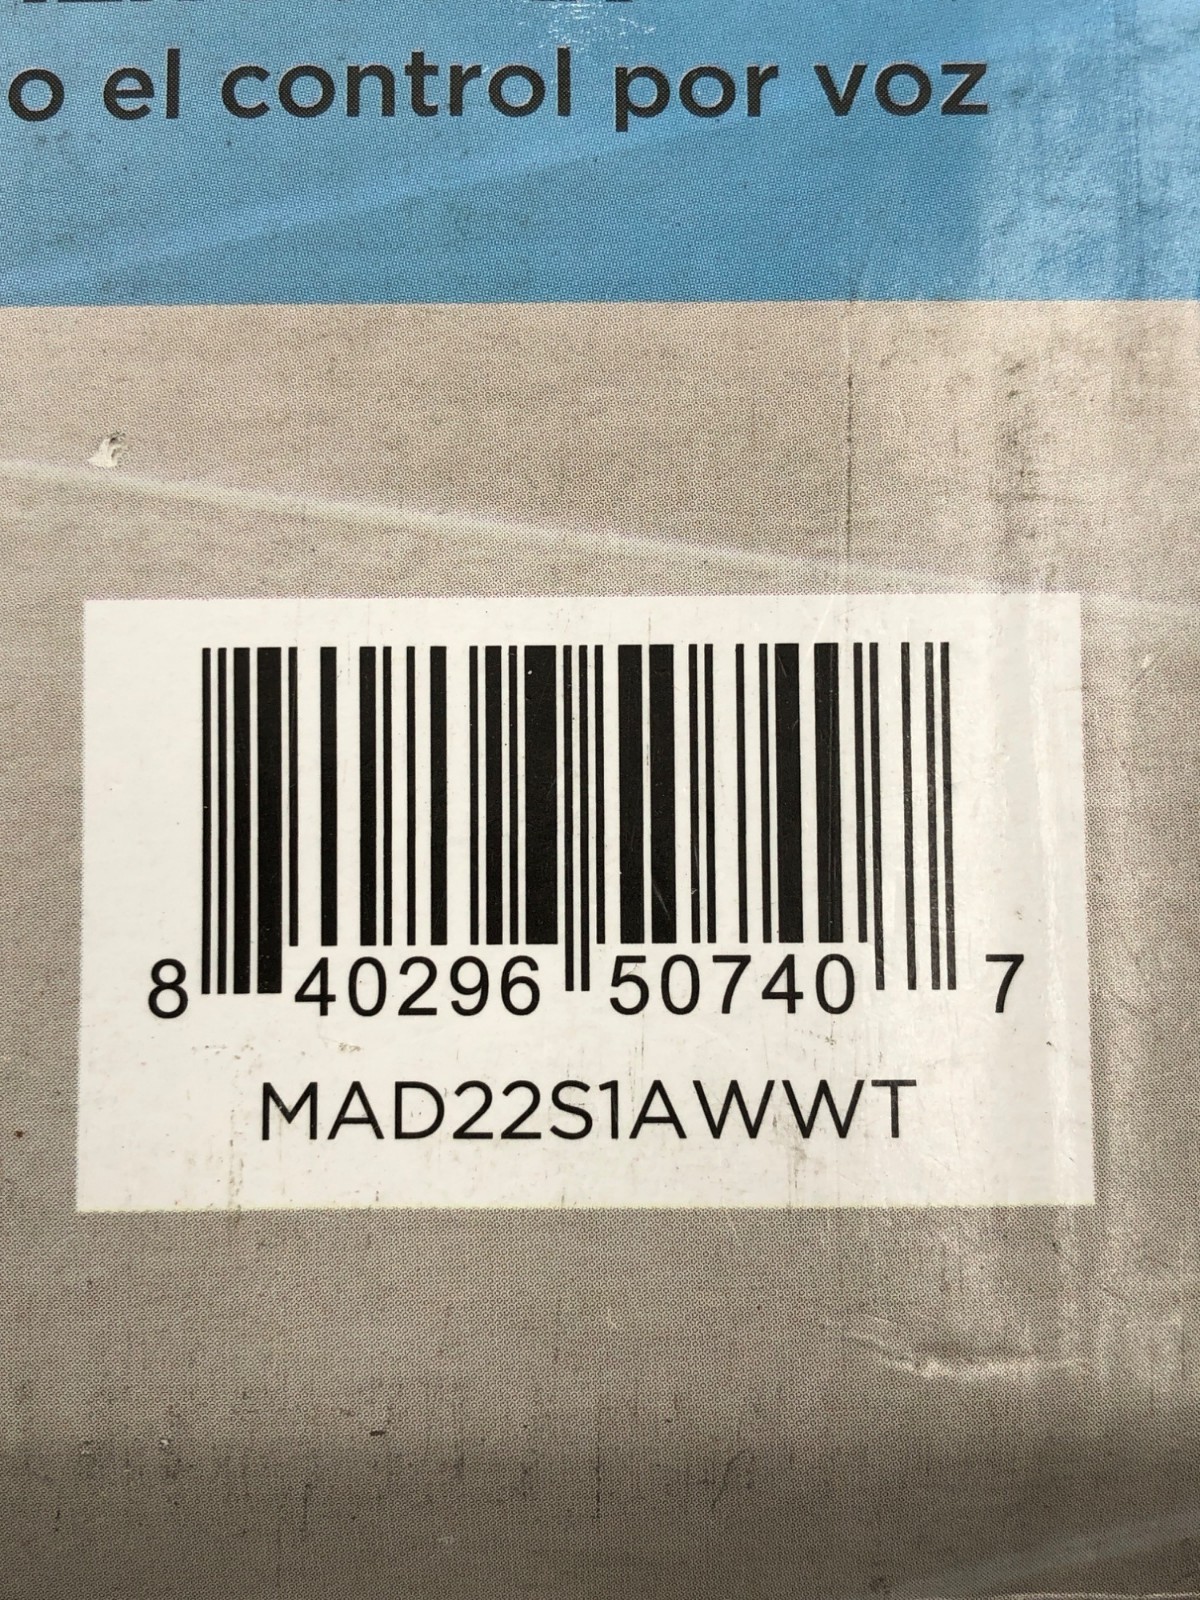 o el control por voz
8 40296 50740 7
MAD22S1AWWT